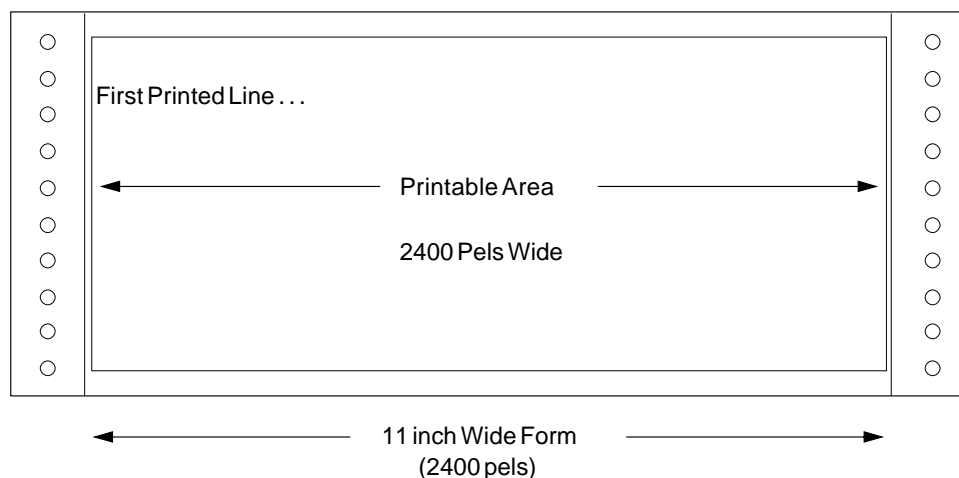 First Printed Line . . .
Printable Area
2400 Pels Wide
11 inch Wide Form
(2400 pels)